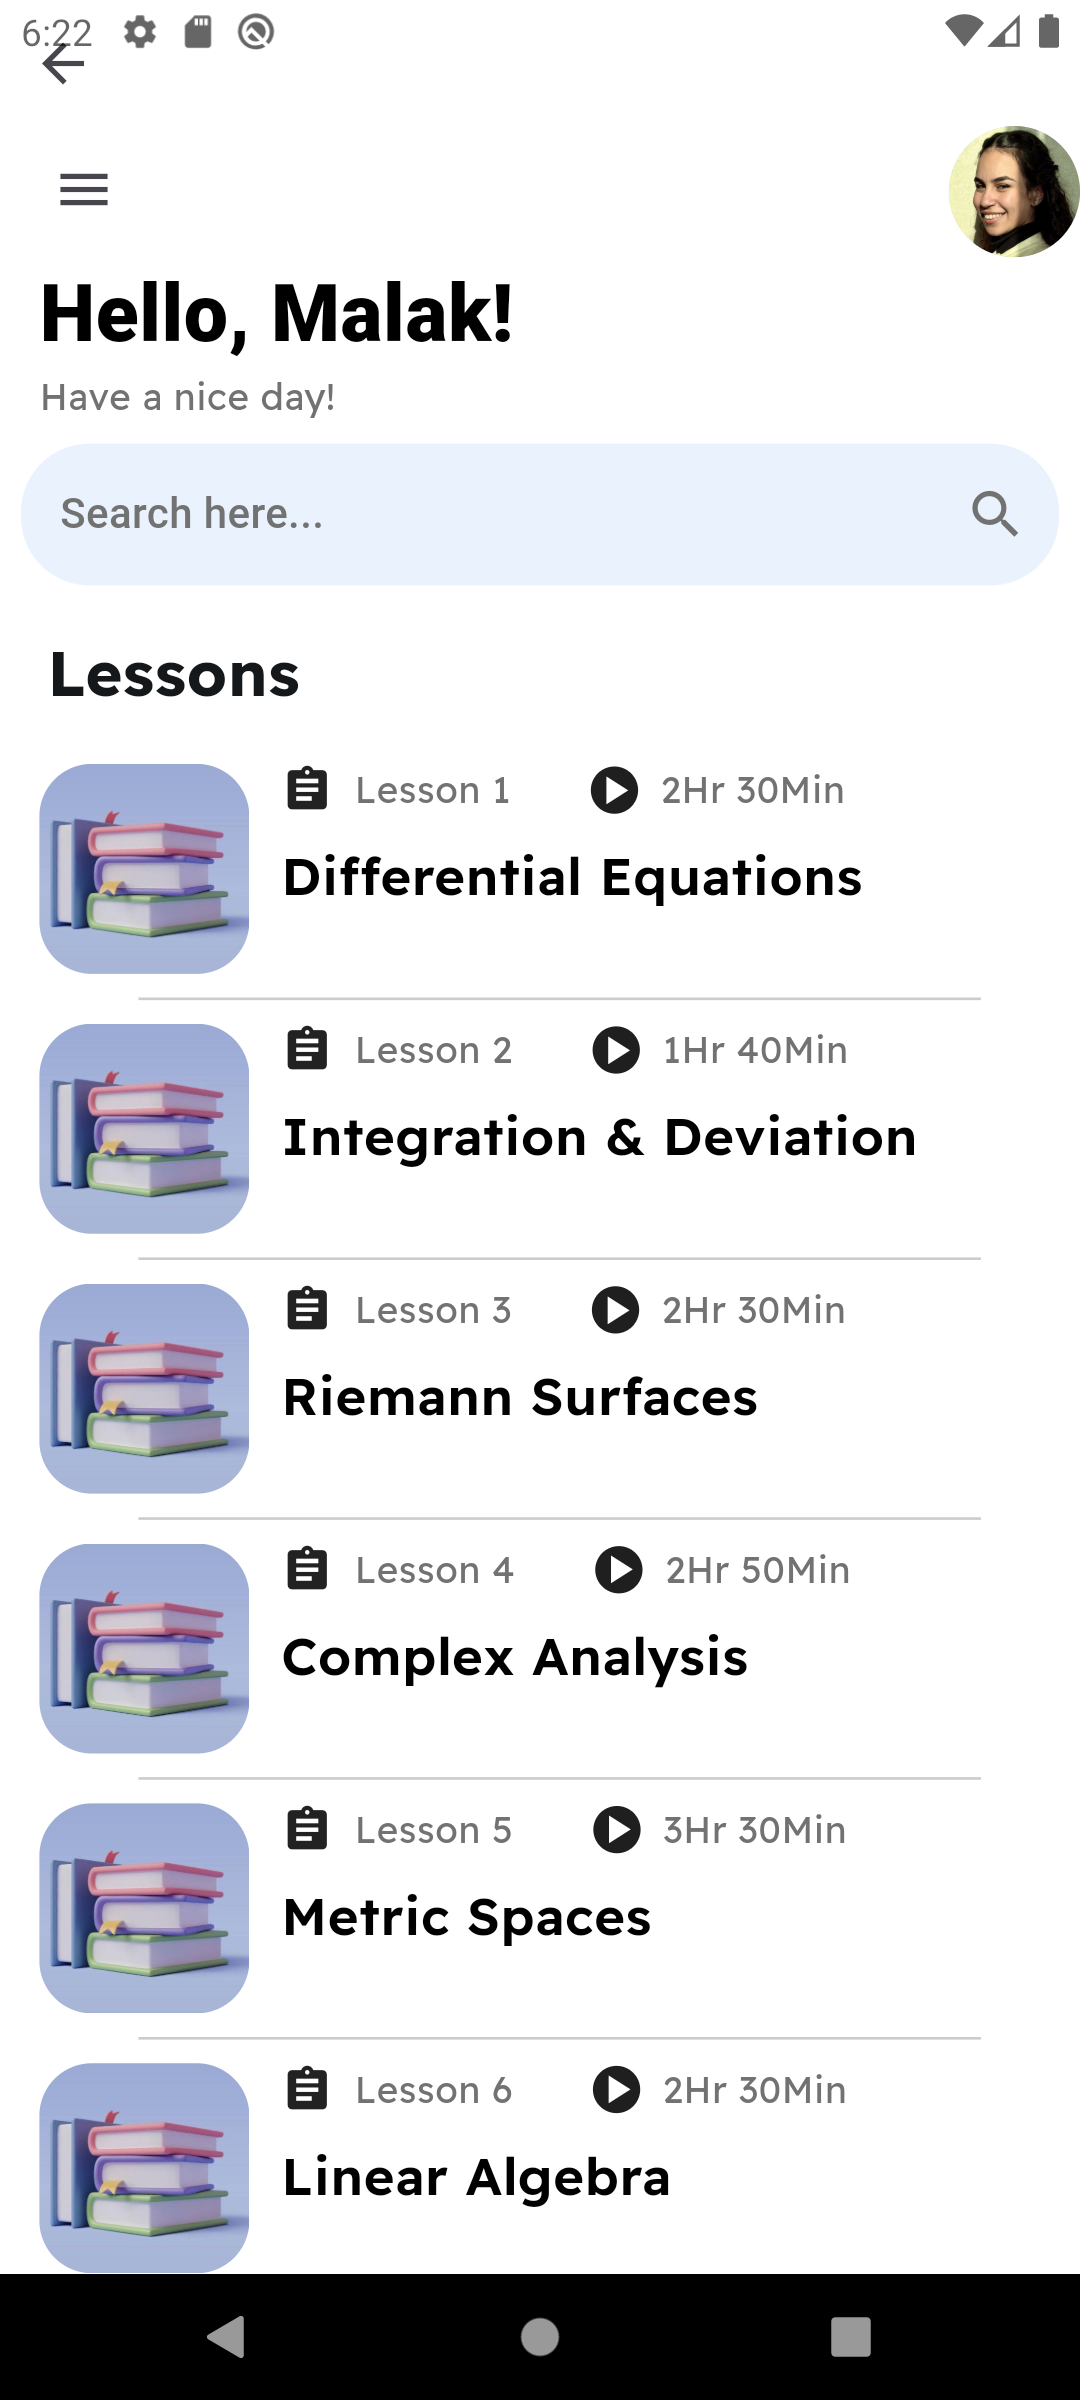 6:22
Hello, Malak!
Have a nice day!
Search here...
Lessons
Lesson 1 2Hr 30Min
Differential Equations
Lesson 2 1Hr 40Min
Integration & Deviation
Lesson 3 2Hr 30Min
Riemann Surfaces
Lesson 4 2Hr 50Min
Complex Analysis
Lesson 5 3Hr 30Min
Metric Spaces
Lesson 6 2Hr 30Min
Linear Algebra